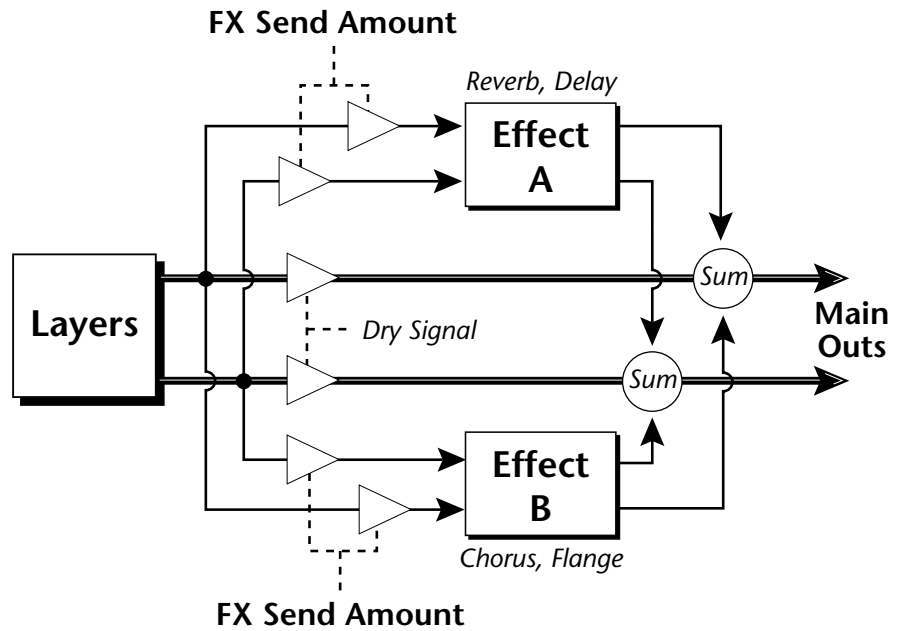 FX Send Amount
Reverb, Delay
Effect
A
Layers
Sum
Main
Outs
Dry Signal
Sum
Effect
B
Chorus, Flange
FX Send Amount